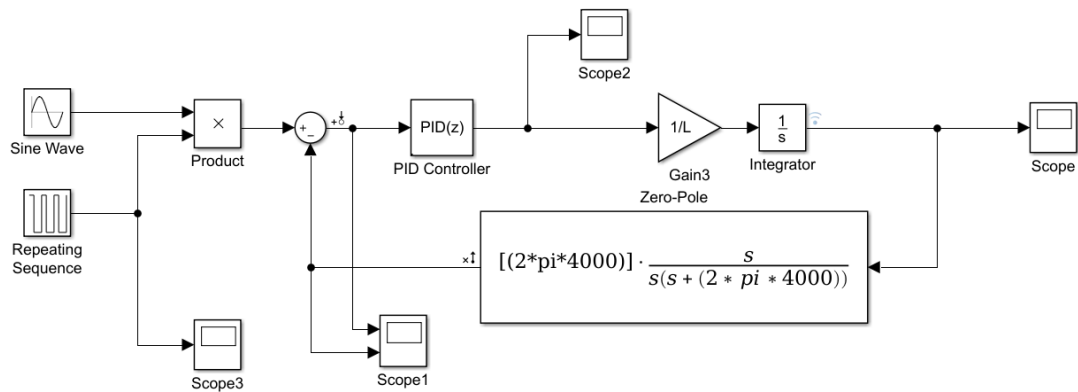 Scope2
Sine Wave
×
Product
+
−
PID(z)
PID Controller
1/L
Gain3
1
s
Integrator
Scope
Zero-Pole
Repeating
Sequence
[(2*pi*4000)] · s
s(s + (2 * pi * 4000))
Scope3
Scope1